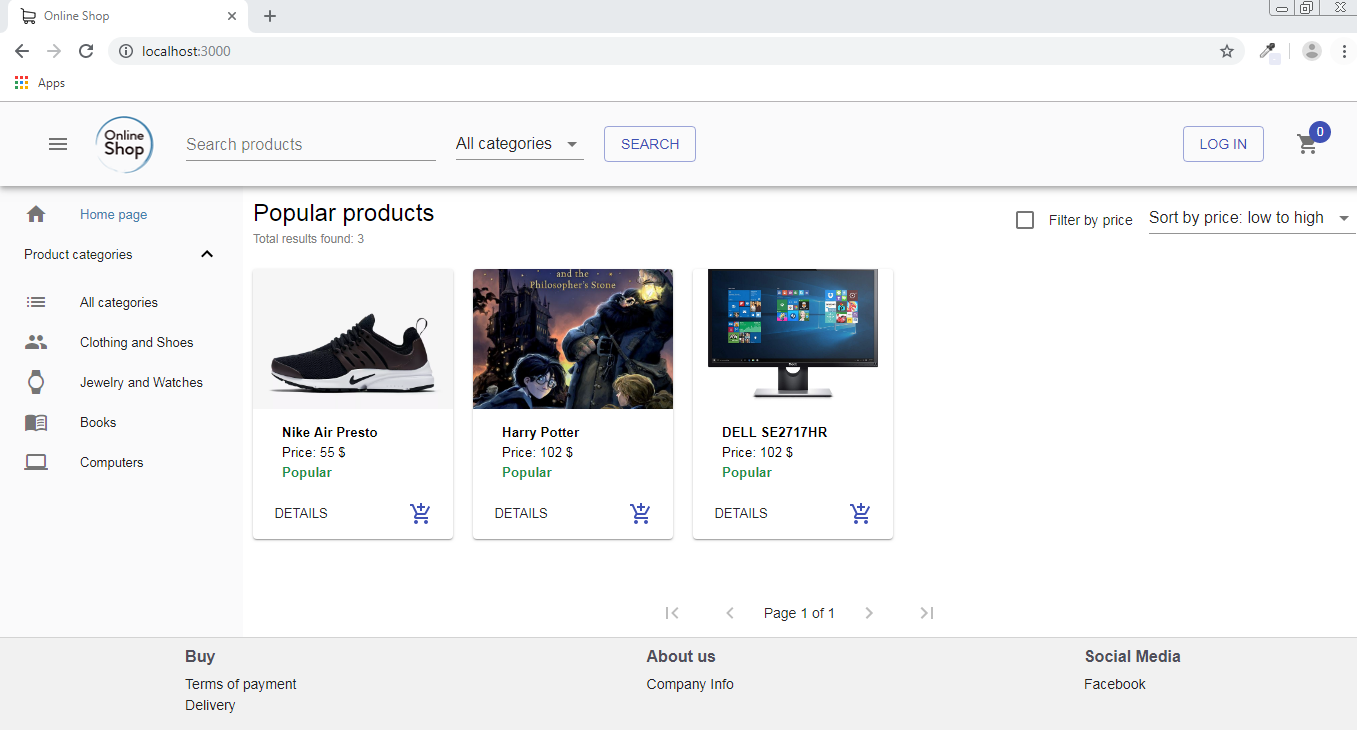 Online Shop
localhost:3000
Apps
Online
Shop
Search products
All categories
SEARCH
LOG IN
0
Home page
Product categories
All categories
Clothing and Shoes
Jewelry and Watches
Books
Computers
Popular products
Total results found: 3
Filter by price
Sort by price: low to high
and the
Philosopher's Stone
Nike Air Presto
Price: 55 $
Popular
DETAILS
Harry Potter
Price: 102 $
Popular
DETAILS
DELL
DELL SE2717HR
Price: 102 $
Popular
DETAILS
Page 1 of 1
Buy
Terms of payment
Delivery
About us
Company Info
Social Media
Facebook